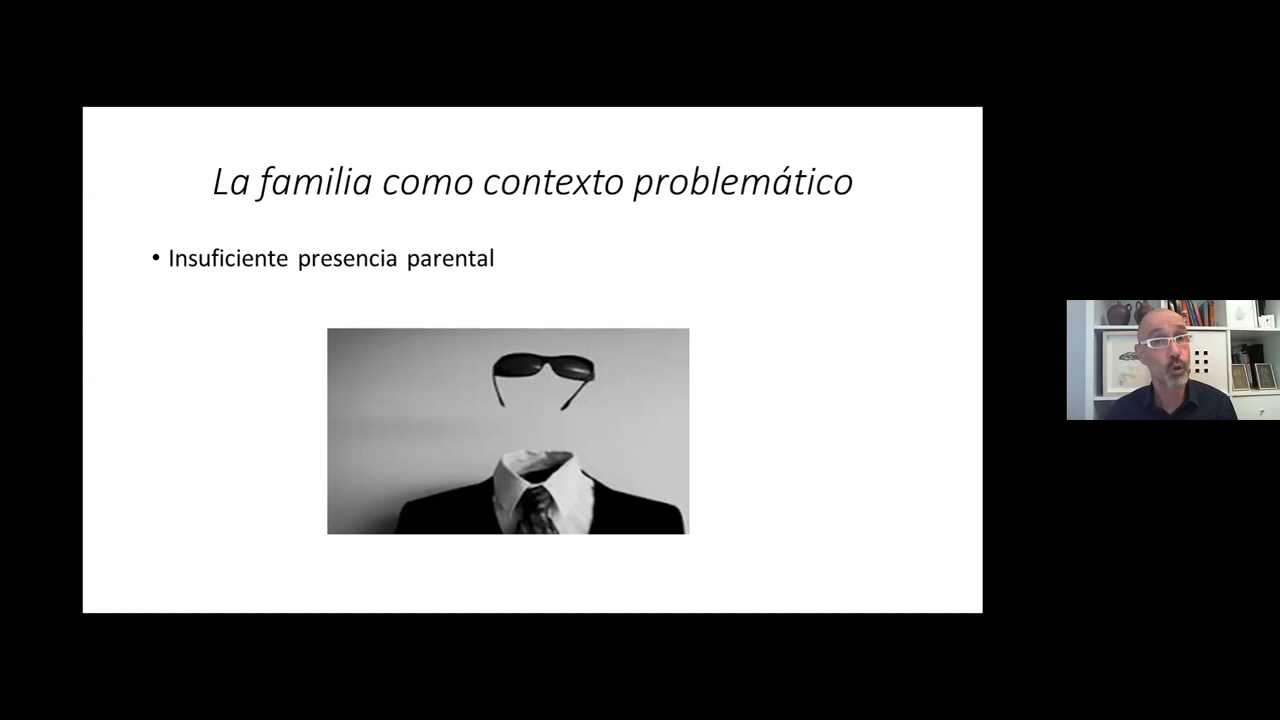 La familia como contexto problemático
• Insuficiente presencia parental